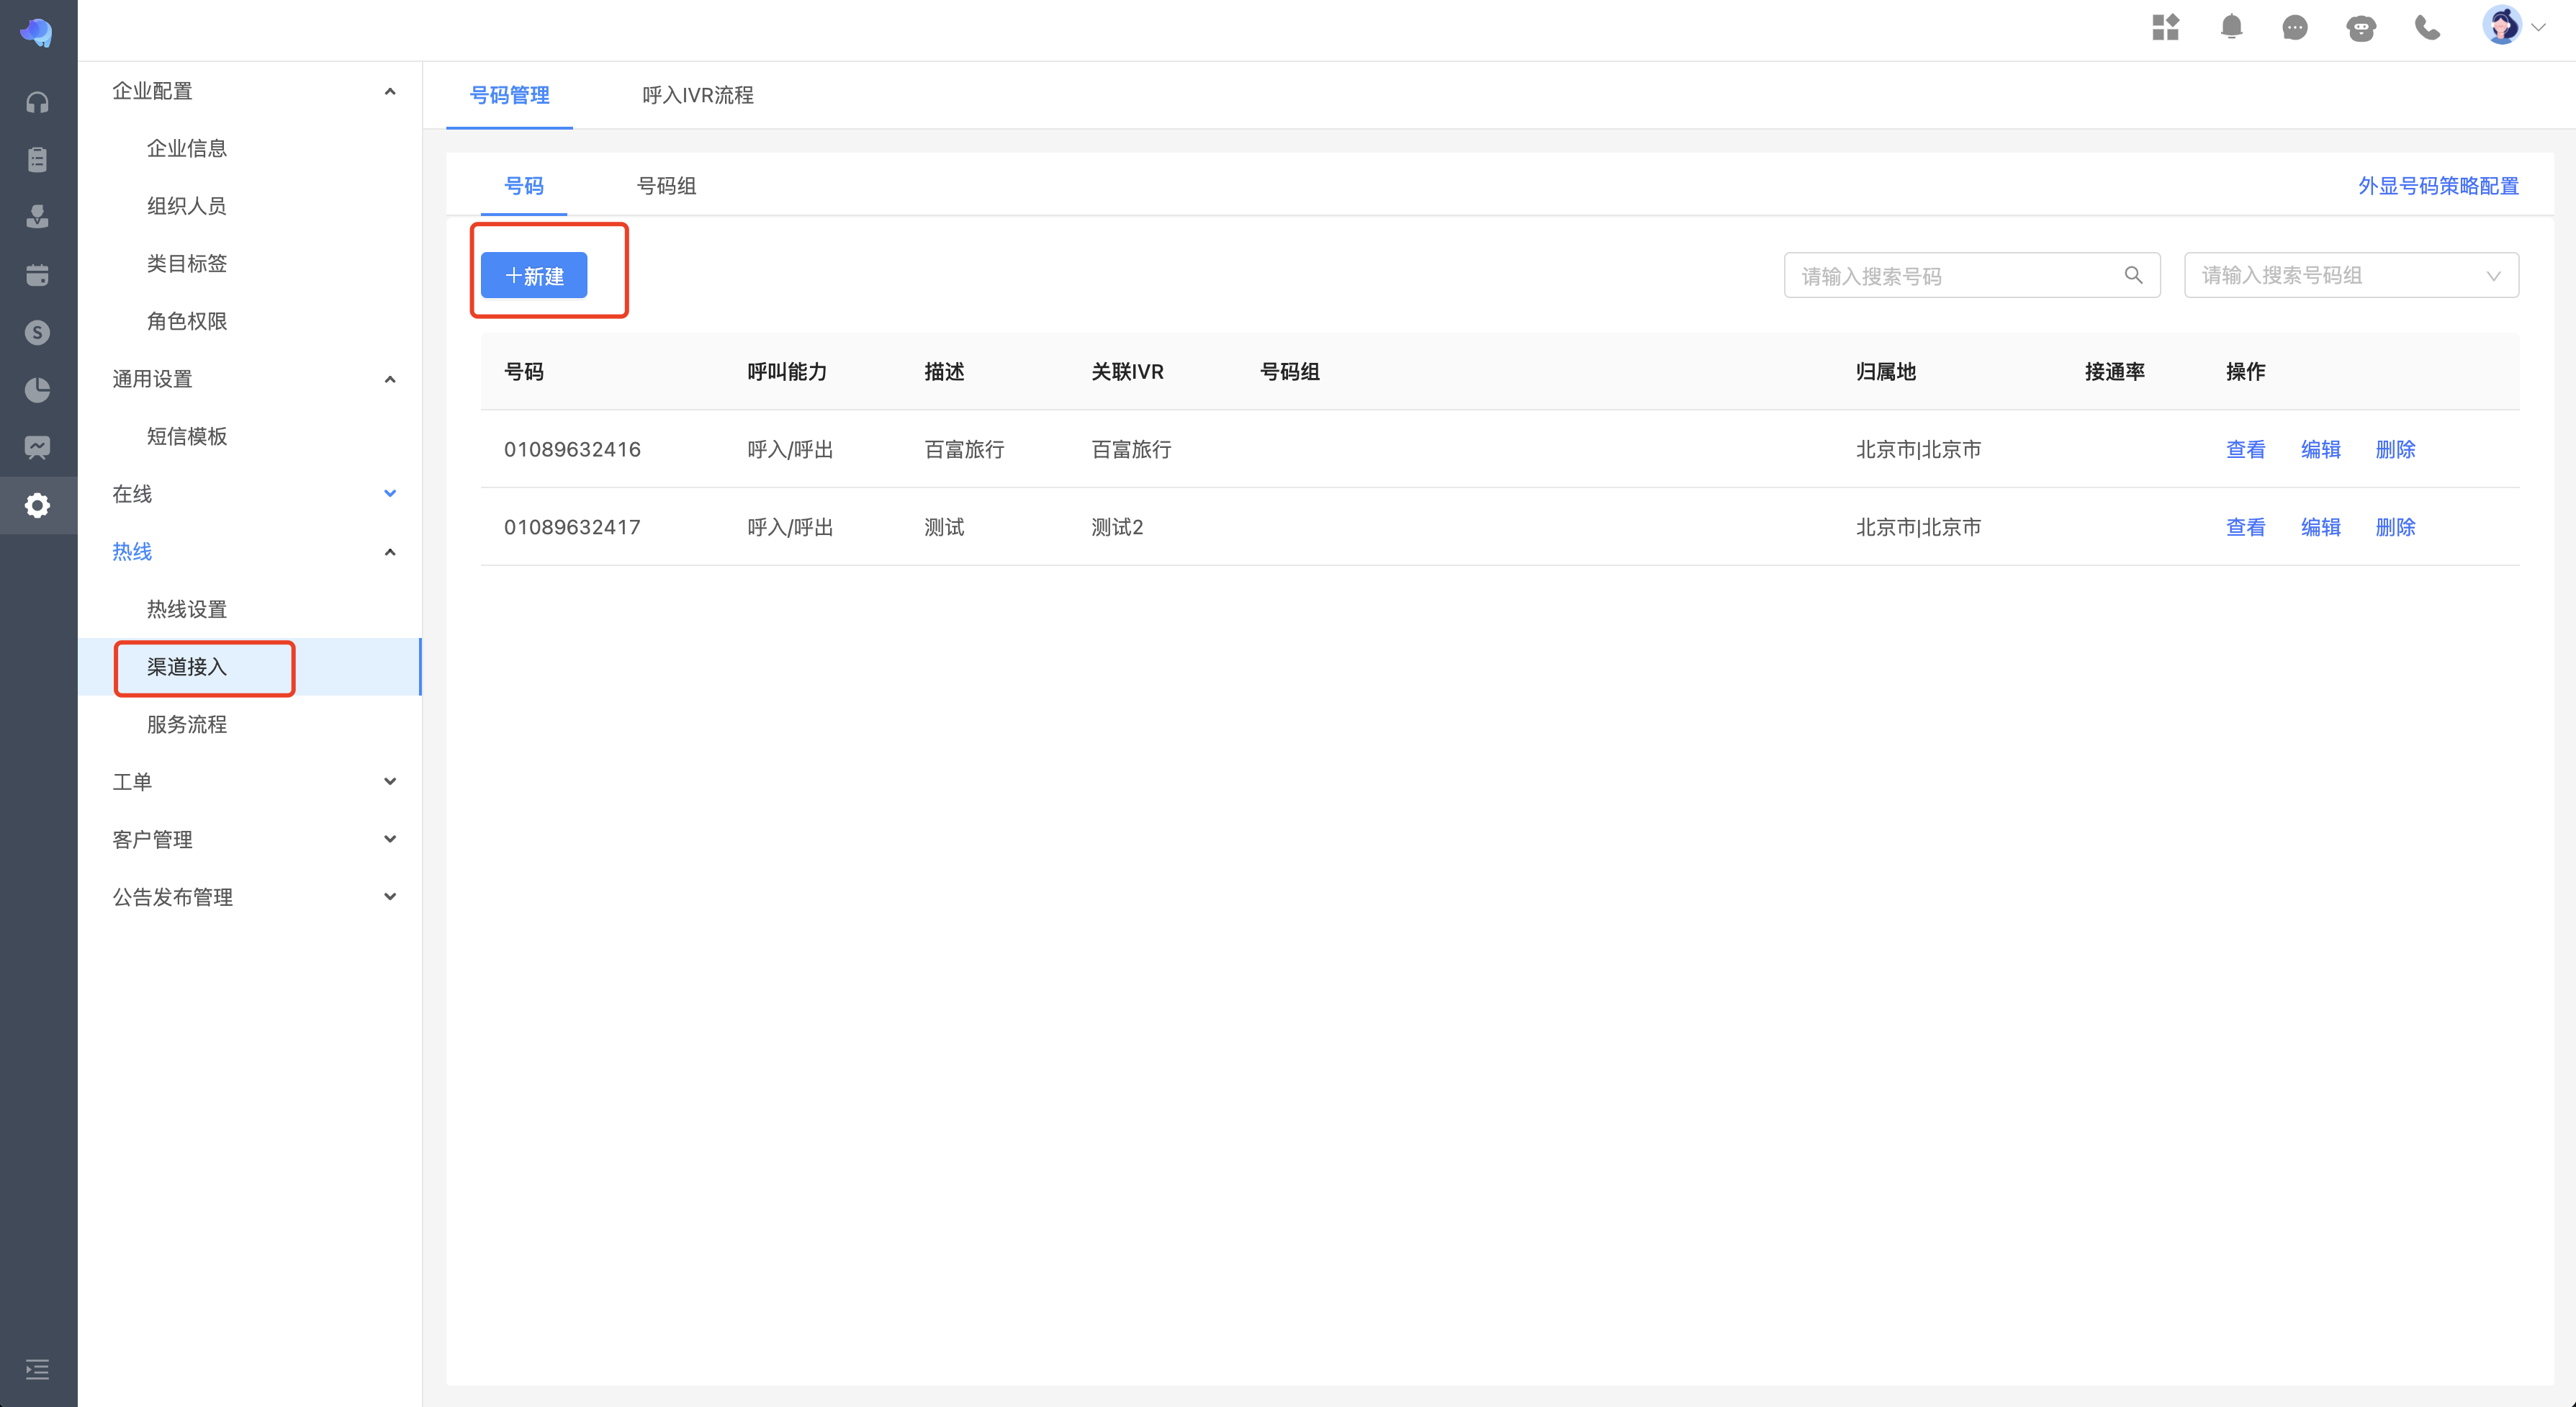 企业配置
企业信息
组织人员
类目标签
角色权限
通用设置
短信模板
在线
热线
热线设置
渠道接入
服务流程
工单
客户管理
公告发布管理
号码管理 呼入IVR流程
号码 号码组 外显号码策略配置
+新建 请输入搜索号码 请输入搜索号码组
号码 呼叫能力 描述 关联IVR 号码组 归属地 接通率 操作
01089632416 呼入/呼出 百富旅行 百富旅行 北京市|北京市 查看 编辑 删除
01089632417 呼入/呼出 测试 测试2 北京市|北京市 查看 编辑 删除